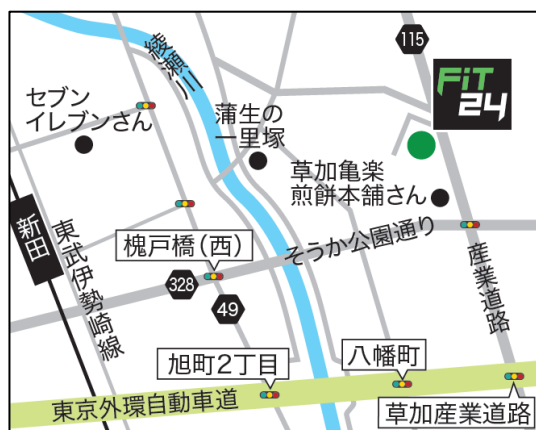 115
FiT
24
綾瀬川
セブン
イレブンさん
蒲生の
一里塚
草加亀楽
煎餅本舗さん
新田
東武伊勢崎線
槐戸橋(西)
そうか公園通り
産業道路
328
49
旭町2丁目
八幡町
東京外環自動車道
草加産業道路